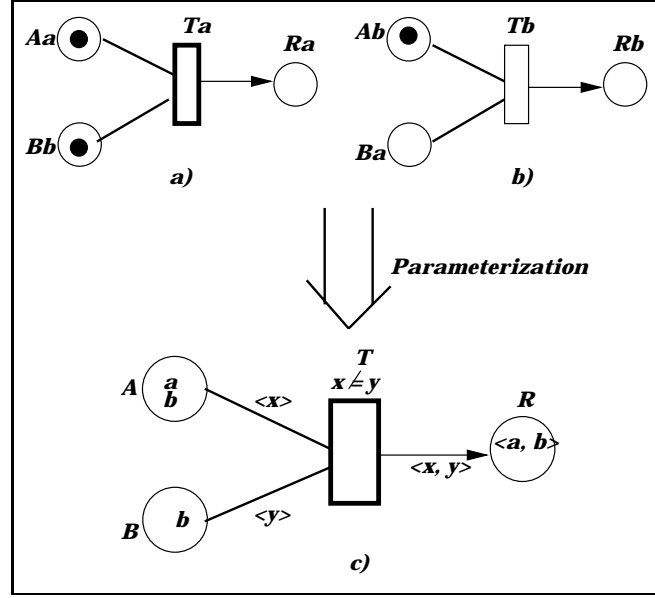 Ta
Aa
Ra
Bb
a)
Ab
Tb
Rb
Ba
b)
Parameterization
T
x ≠ y
A
a
b
<x>
R
<a, b>
<x, y>
B
b
<y>
c)